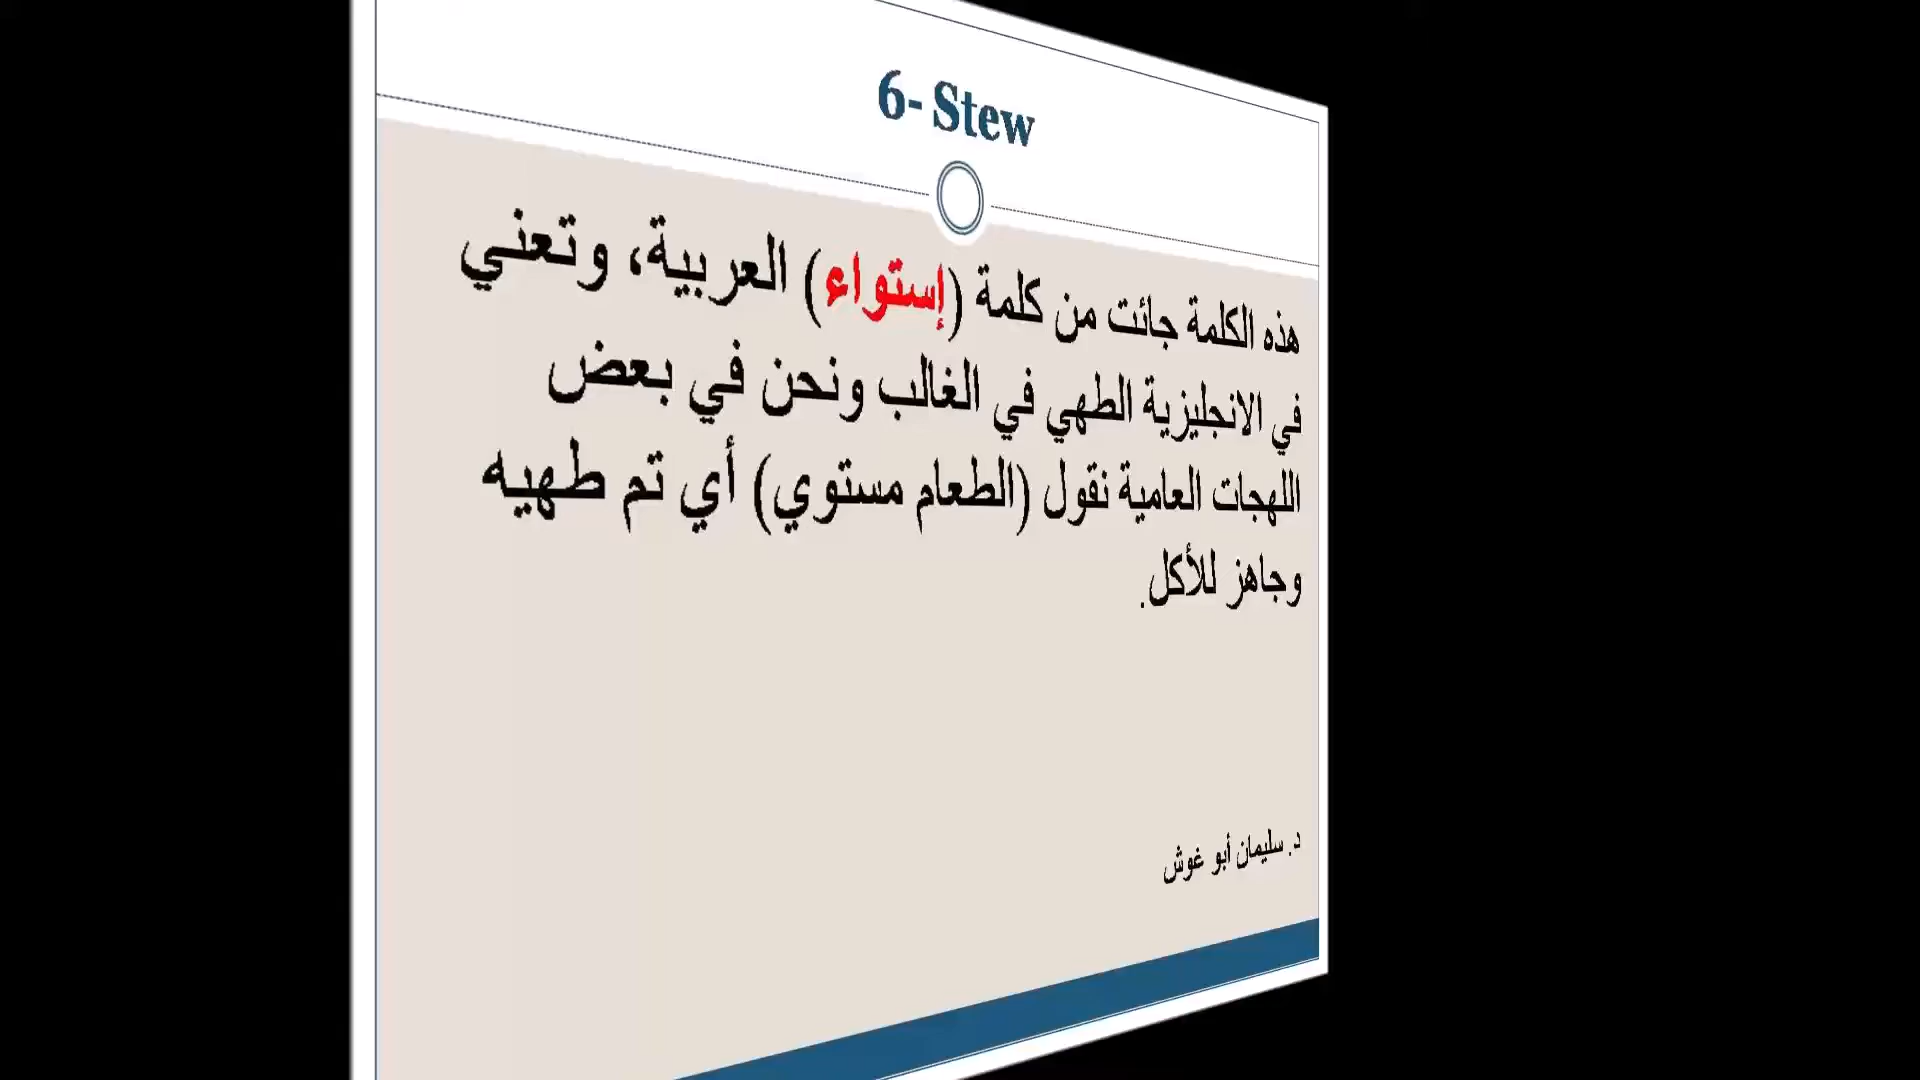 6- Stew
هذه الكلمة جائت من كلمة (إستواء) العربية، وتعني
في الانجليزية الطهي في الغالب ونحن في بعض
اللهجات العامية نقول (الطعام مستوي) أي تم طهيه
وجاهز للأكل.
د. سليمان أبو غوش